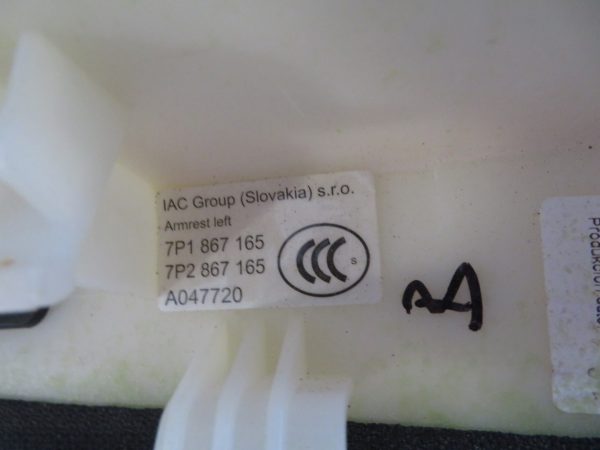 IAC Group (Slovakia) s.r.o.
Armrest left
7P1 867 165
7P2 867 165
A047720
CCC
S